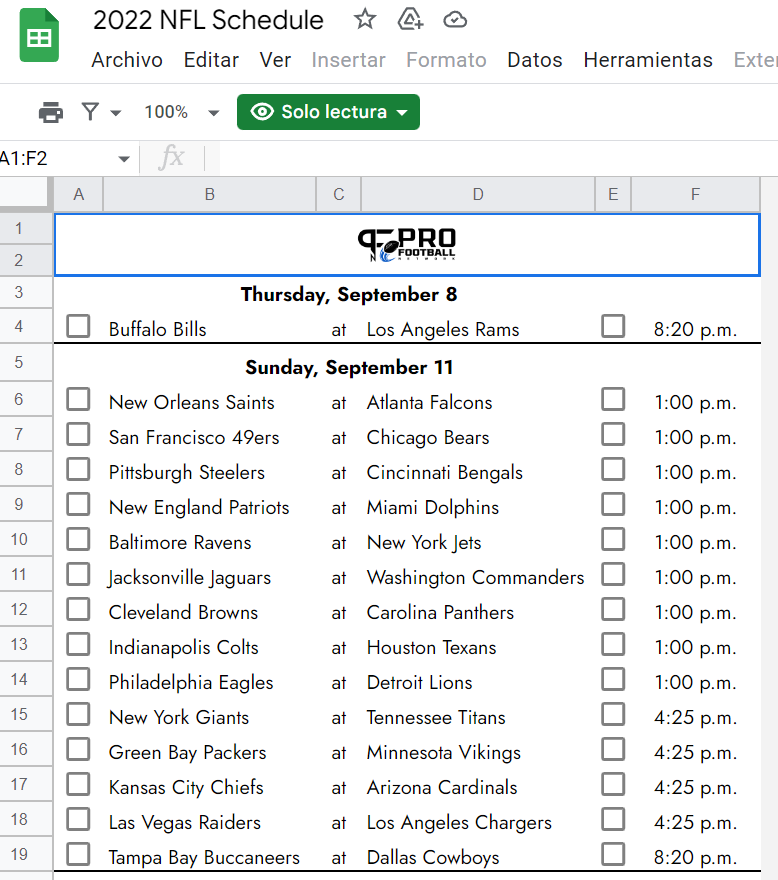 2022 NFL Schedule
Archivo Editar Ver Insertar Formato Datos Herramientas Exter
100% Solo lectura
A1:F2 fx
A B C D E F
1 PRO
2 FOOTBALL NETWORK
3 Thursday, September 8
4 Buffalo Bills at Los Angeles Rams 8:20 p.m.
5 Sunday, September 11
6 New Orleans Saints at Atlanta Falcons 1:00 p.m.
7 San Francisco 49ers at Chicago Bears 1:00 p.m.
8 Pittsburgh Steelers at Cincinnati Bengals 1:00 p.m.
9 New England Patriots at Miami Dolphins 1:00 p.m.
10 Baltimore Ravens at New York Jets 1:00 p.m.
11 Jacksonville Jaguars at Washington Commanders 1:00 p.m.
12 Cleveland Browns at Carolina Panthers 1:00 p.m.
13 Indianapolis Colts at Houston Texans 1:00 p.m.
14 Philadelphia Eagles at Detroit Lions 1:00 p.m.
15 New York Giants at Tennessee Titans 4:25 p.m.
16 Green Bay Packers at Minnesota Vikings 4:25 p.m.
17 Kansas City Chiefs at Arizona Cardinals 4:25 p.m.
18 Las Vegas Raiders at Los Angeles Chargers 4:25 p.m.
19 Tampa Bay Buccaneers at Dallas Cowboys 8:20 p.m.